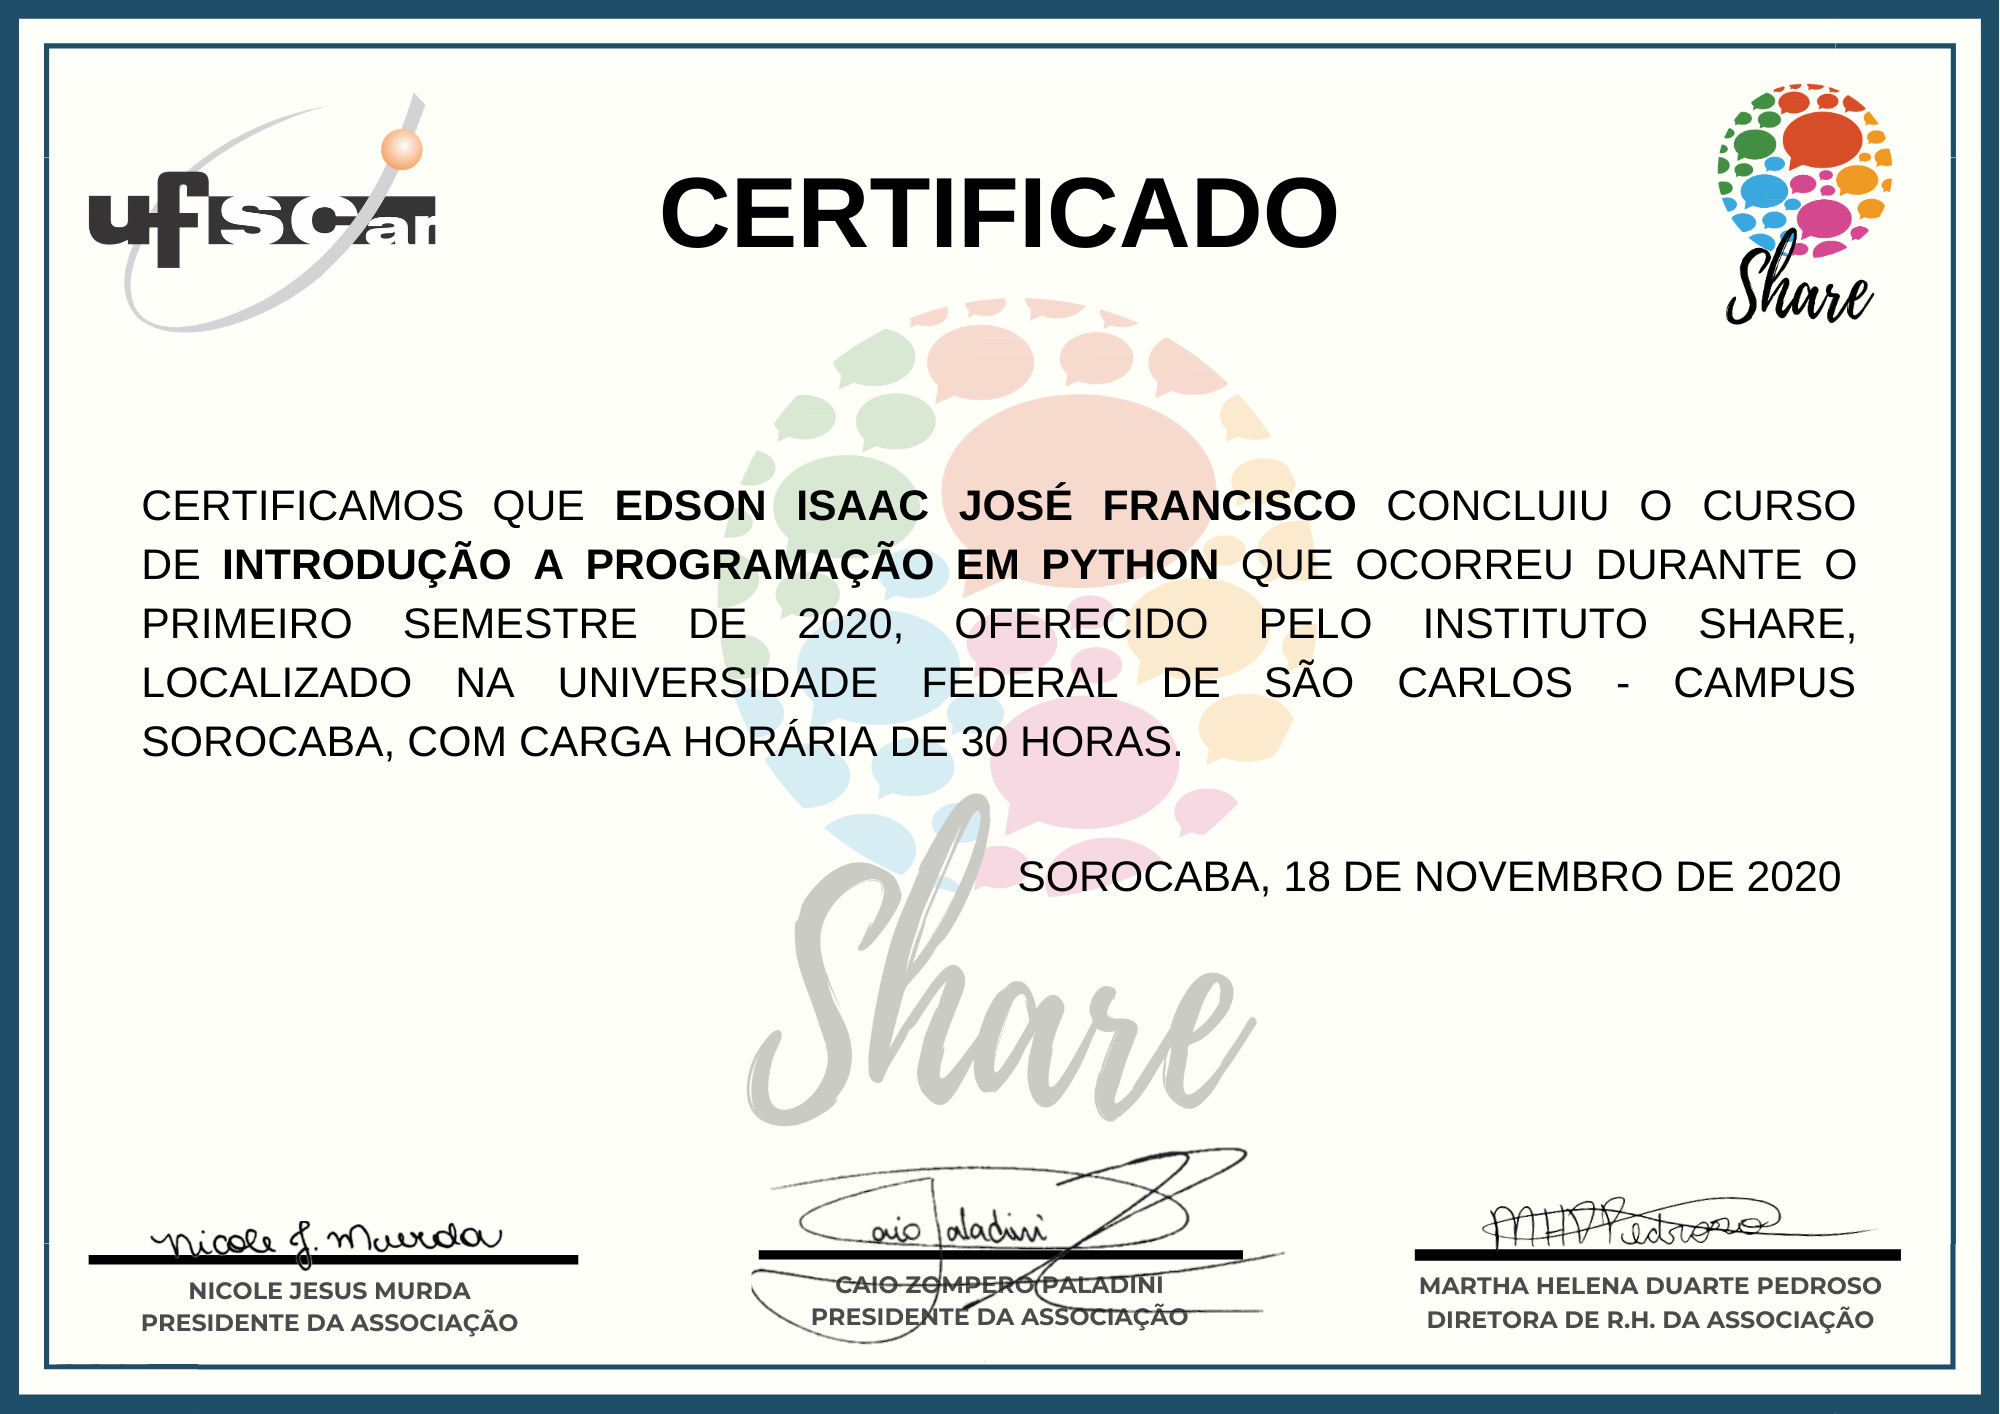 ufscar
CERTIFICADO
Share
CERTIFICAMOS QUE EDSON ISAAC JOSÉ FRANCISCO CONCLUIU O CURSO
DE INTRODUÇÃO A PROGRAMAÇÃO EM PYTHON QUE OCORREU DURANTE O
PRIMEIRO SEMESTRE DE 2020, OFERECIDO PELO INSTITUTO SHARE,
LOCALIZADO NA UNIVERSIDADE FEDERAL DE SÃO CARLOS - CAMPUS
SOROCABA, COM CARGA HORÁRIA DE 30 HORAS.
SOROCABA, 18 DE NOVEMBRO DE 2020
Share
Nicole J. Murda
Caio Paladini
MHDPedroso
NICOLE JESUS MURDA
PRESIDENTE DA ASSOCIAÇÃO
CAIO ZOMPERO PALADINI
PRESIDENTE DA ASSOCIAÇÃO
MARTHA HELENA DUARTE PEDROSO
DIRETORA DE R.H. DA ASSOCIAÇÃO